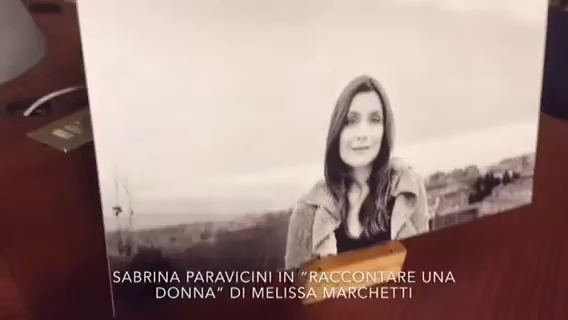 SABRINA PARAVICINI IN "RACCONTARE UNA
DONNA" DI MELISSA MARCHETTI